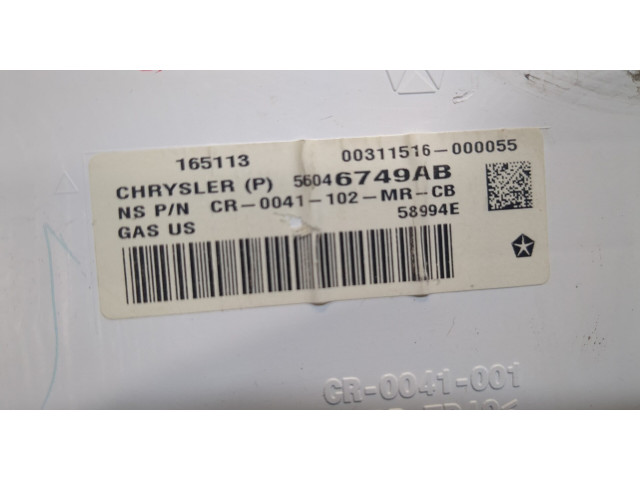 165113 00311516-000055
CHRYSLER (P) 56046749AB
NS P/N CR-0041-102-MR-CB
GAS US 58994E
CR-0041-001